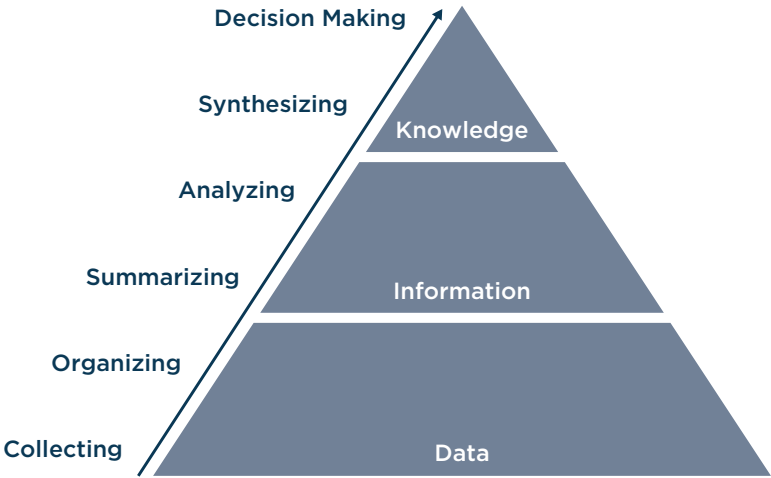 Decision Making
Synthesizing
Knowledge
Analyzing
Summarizing
Information
Organizing
Collecting
Data